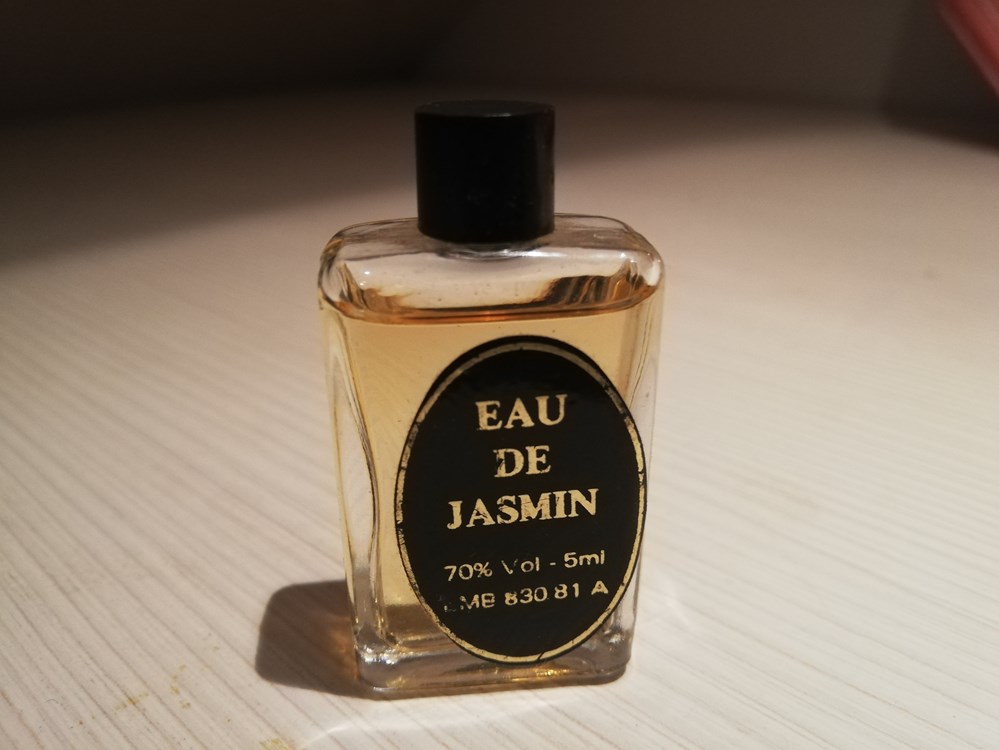 EAU
DE
JASMIN
70% Vol - 5ml
EMB 830 81 A